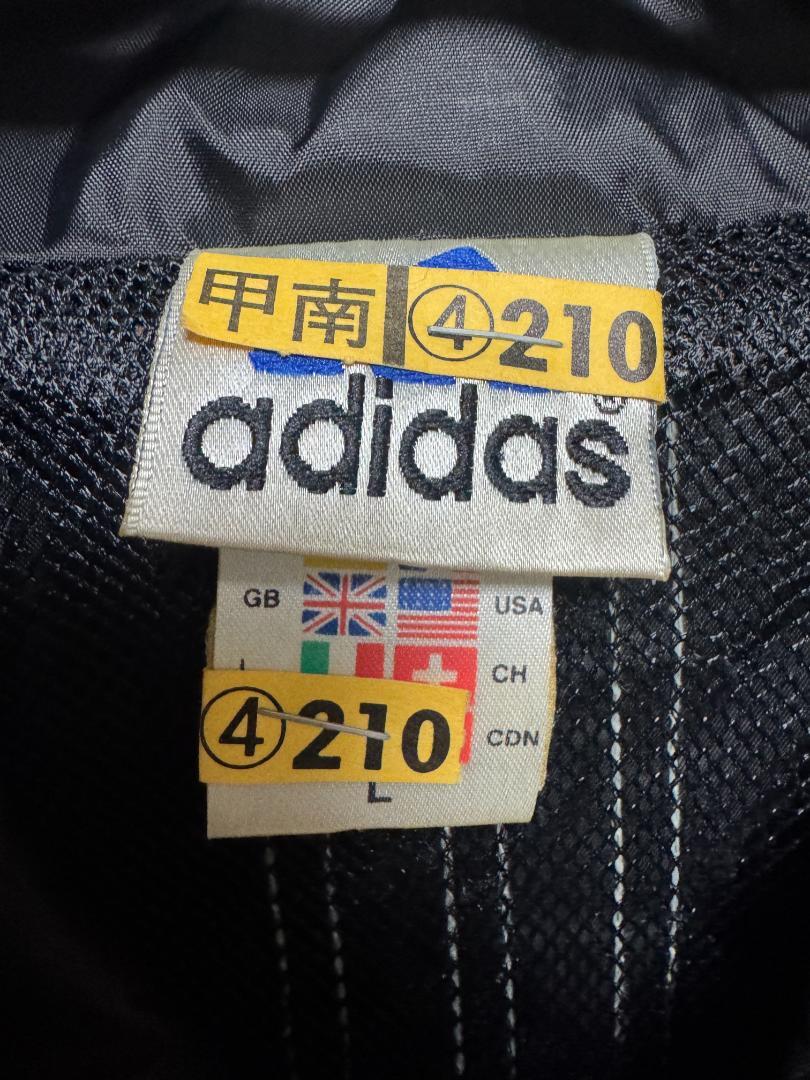 甲南 ④210
adidas
GB USA
I CH
CDN
④210
L